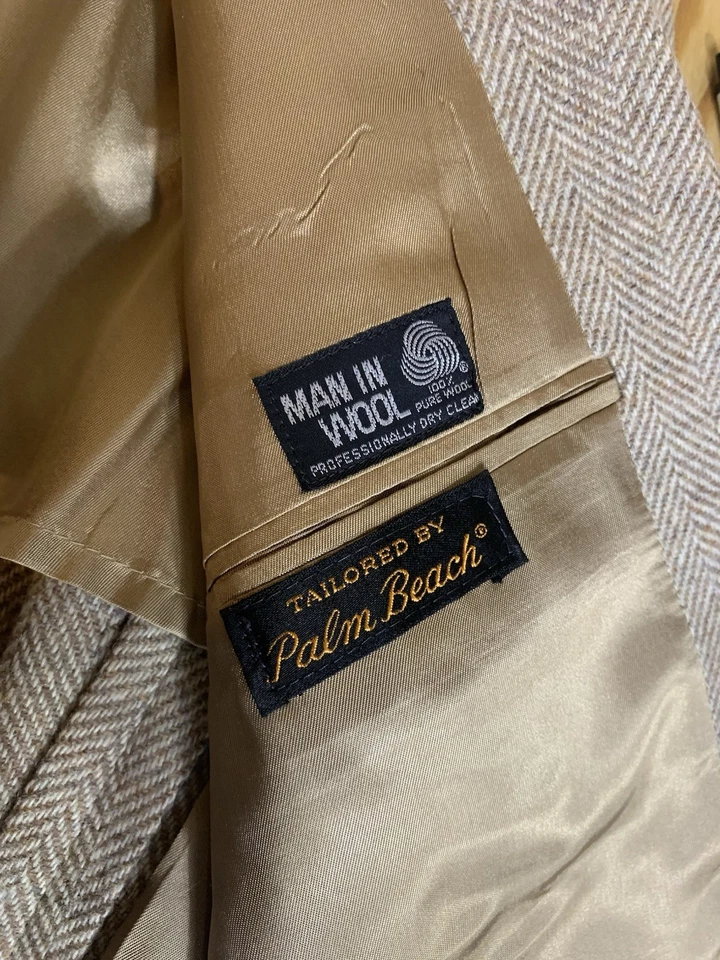 MAN IN
WOOL
100%
PURE WOOL
®
PROFESSIONALLY DRY CLEAN
TAILORED BY
Palm Beach®